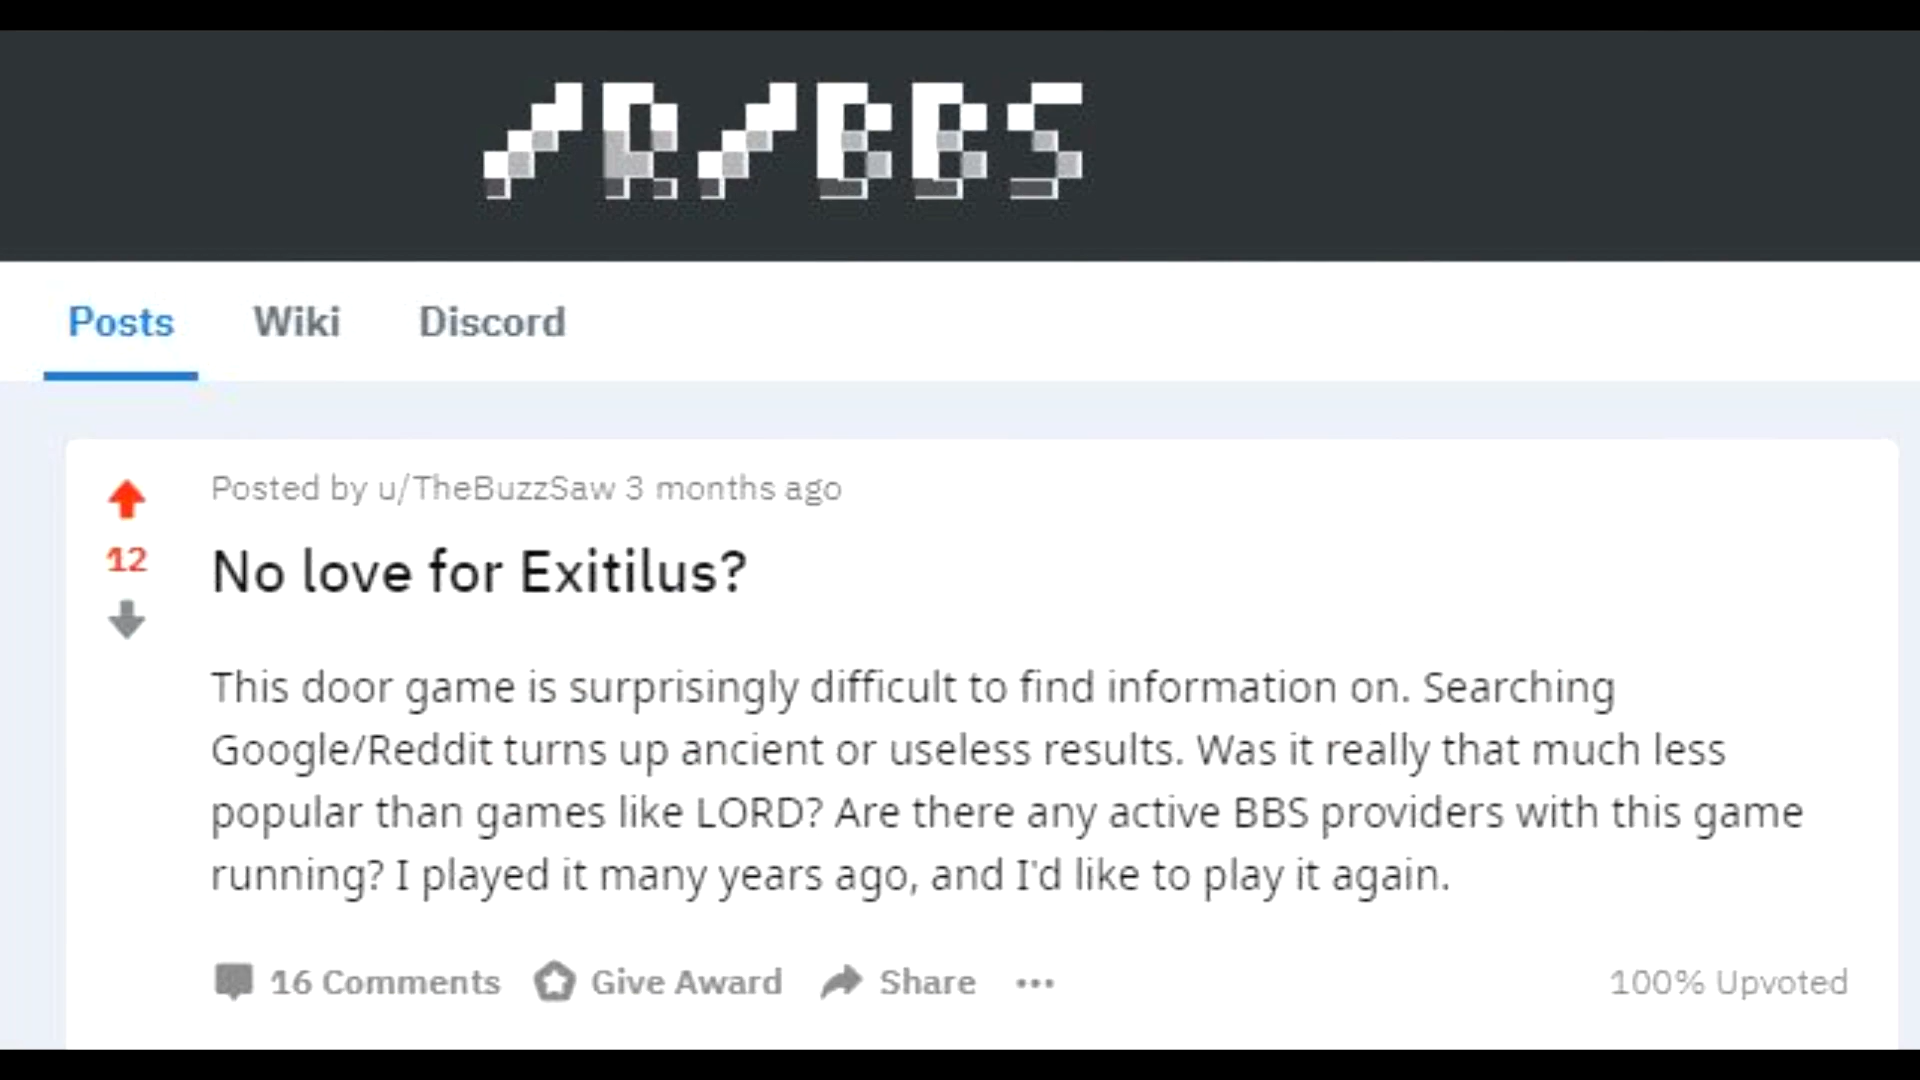 /R/BBS
Posts Wiki Discord
Posted by u/TheBuzzSaw 3 months ago
12
No love for Exitilus?
This door game is surprisingly difficult to find information on. Searching
Google/Reddit turns up ancient or useless results. Was it really that much less
popular than games like LORD? Are there any active BBS providers with this game
running? I played it many years ago, and I'd like to play it again.
16 Comments Give Award Share ••• 100% Upvoted